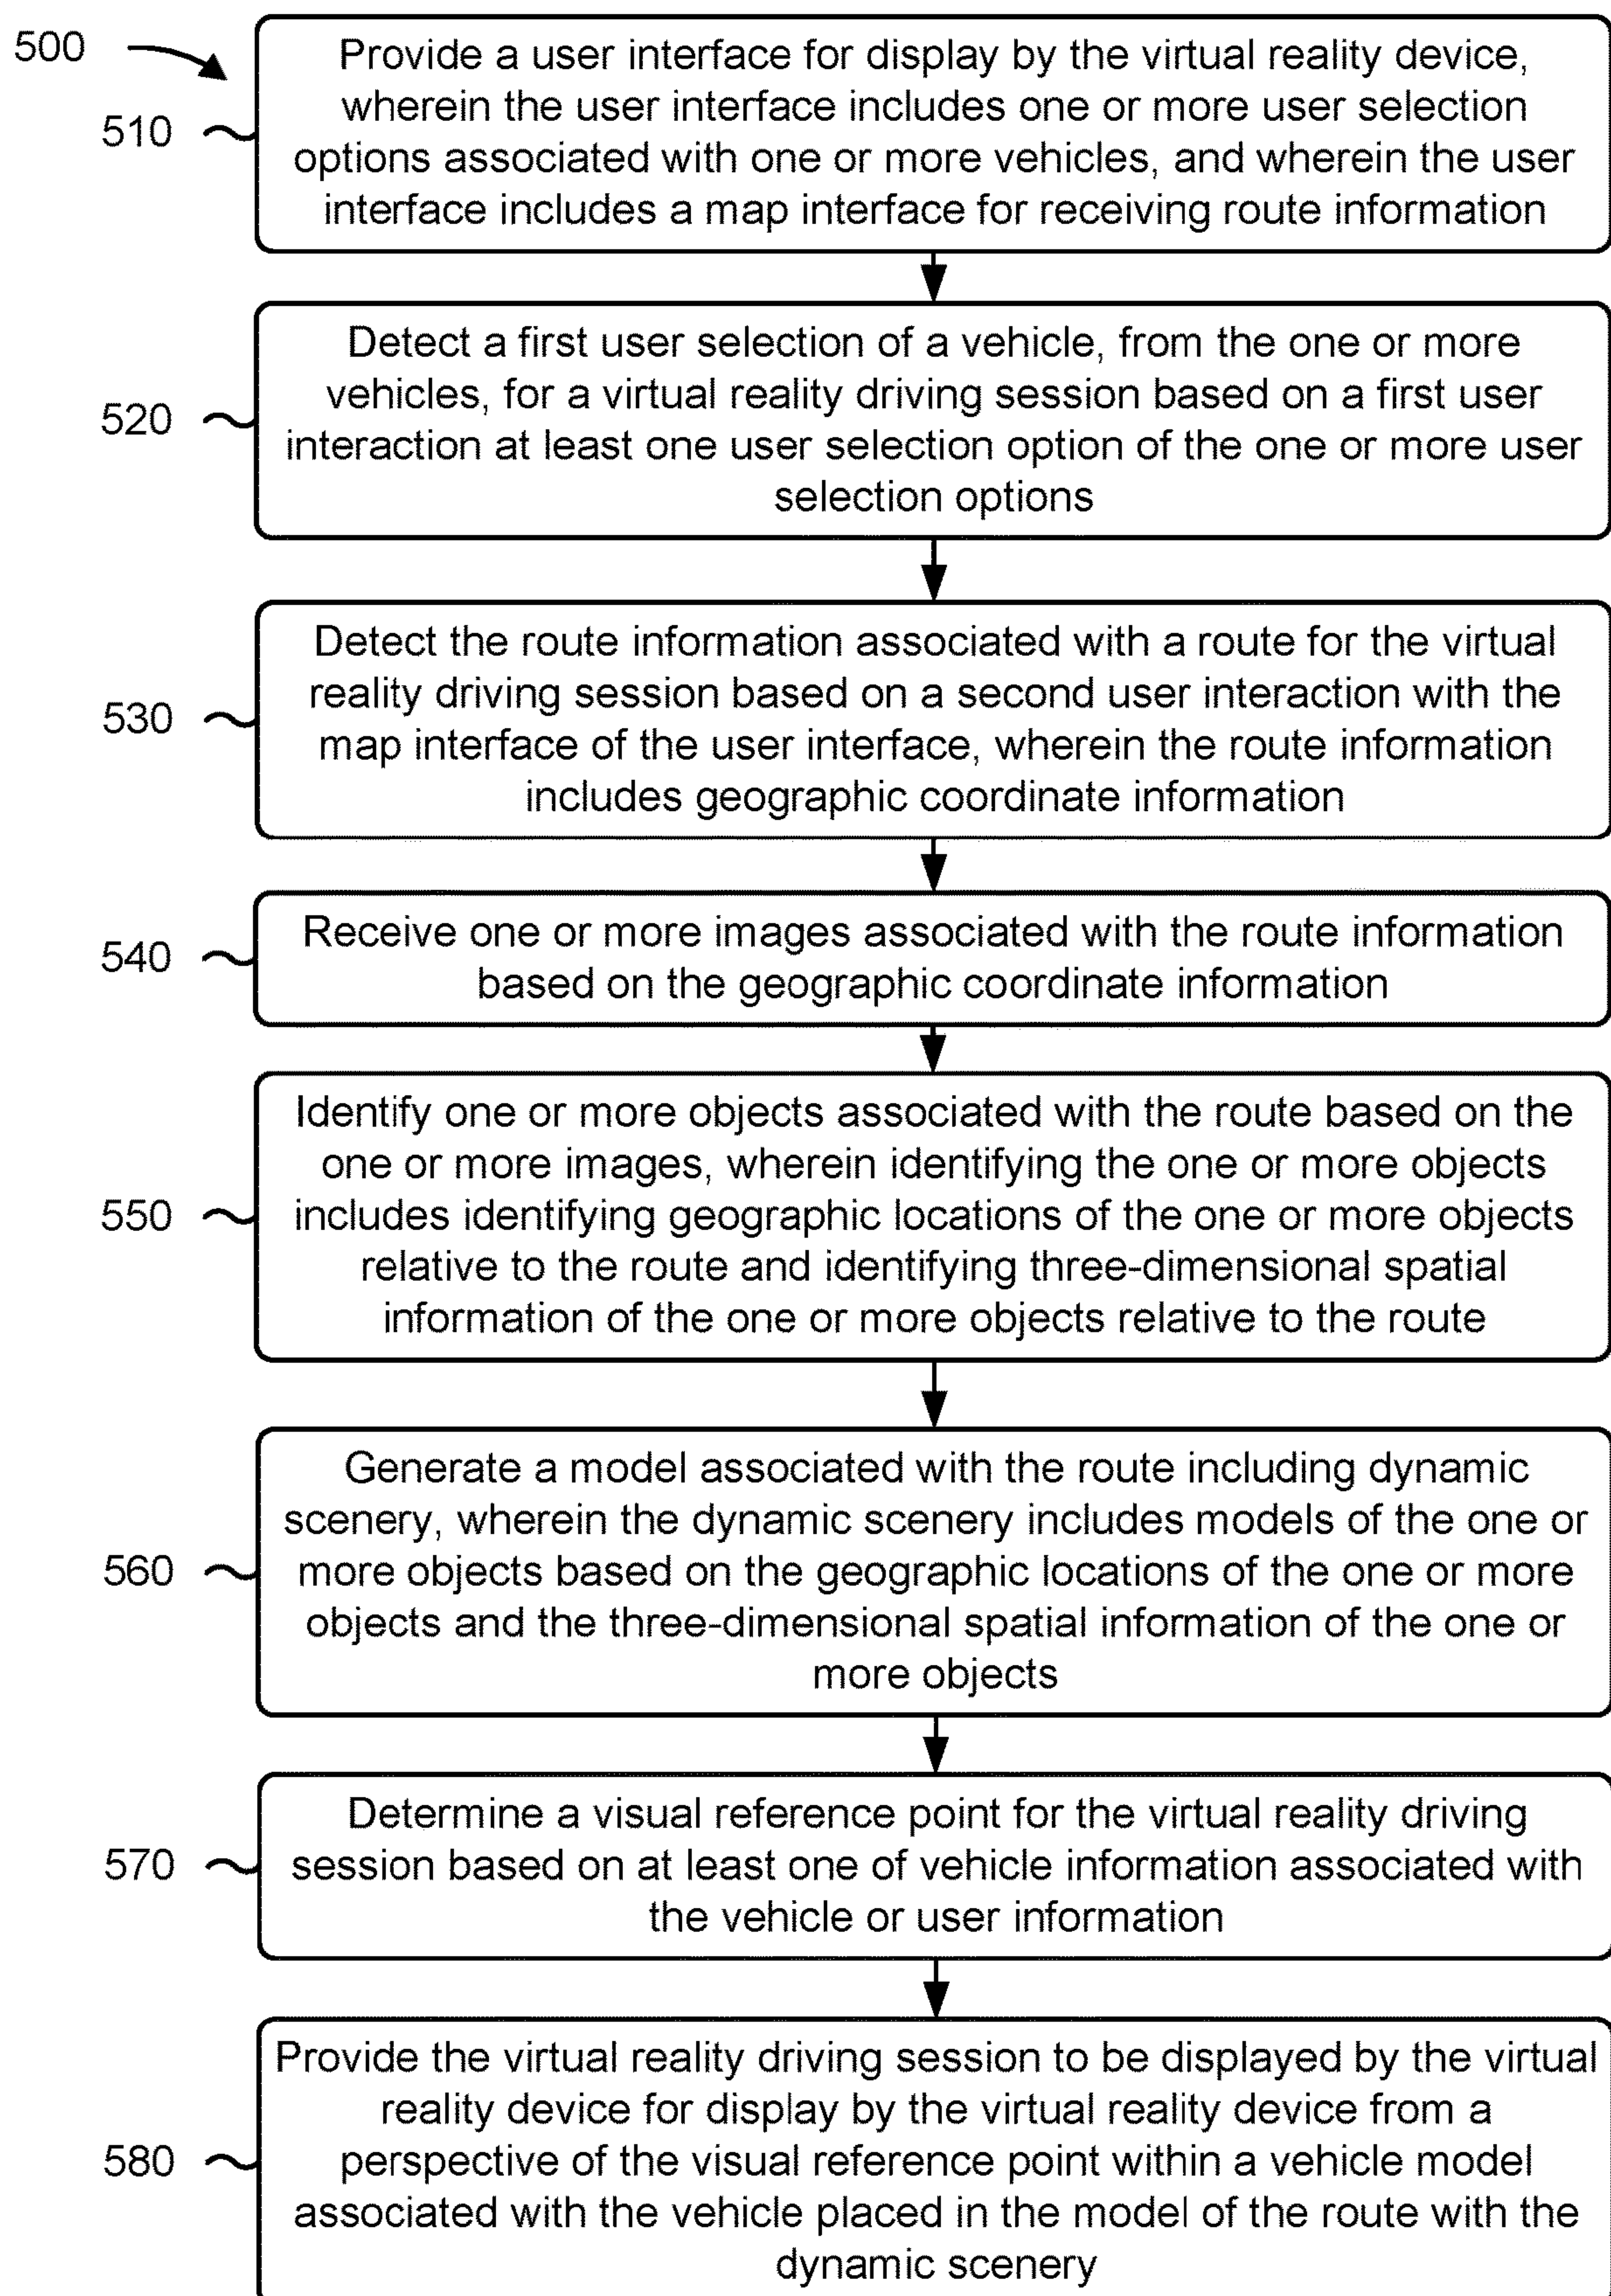 500
Provide a user interface for display by the virtual reality device,
wherein the user interface includes one or more user selection
510
options associated with one or more vehicles, and wherein the user
interface includes a map interface for receiving route information
Detect a first user selection of a vehicle, from the one or more
vehicles, for a virtual reality driving session based on a first user
520
interaction at least one user selection option of the one or more user
selection options
Detect the route information associated with a route for the virtual
reality driving session based on a second user interaction with the
530
map interface of the user interface, wherein the route information
includes geographic coordinate information
Receive one or more images associated with the route information
540
based on the geographic coordinate information
Identify one or more objects associated with the route based on the
one or more images, wherein identifying the one or more objects
550
includes identifying geographic locations of the one or more objects
relative to the route and identifying three-dimensional spatial
information of the one or more objects relative to the route
Generate a model associated with the route including dynamic
scenery, wherein the dynamic scenery includes models of the one or
560
more objects based on the geographic locations of the one or more
objects and the three-dimensional spatial information of the one or
more objects
Determine a visual reference point for the virtual reality driving
570
session based on at least one of vehicle information associated with
the vehicle or user information
Provide the virtual reality driving session to be displayed by the virtual
reality device for display by the virtual reality device from a
580
perspective of the visual reference point within a vehicle model
associated with the vehicle placed in the model of the route with the
dynamic scenery